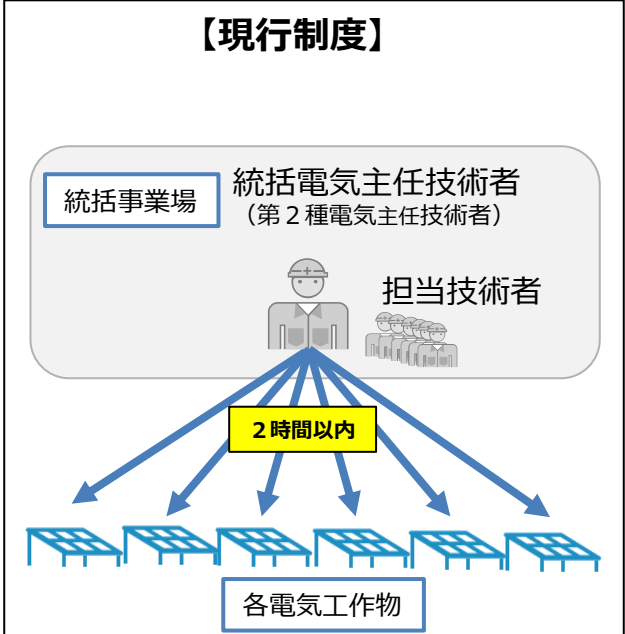 【現行制度】
統括事業場
統括電気主任技術者
（第２種電気主任技術者）
担当技術者
２時間以内
各電気工作物